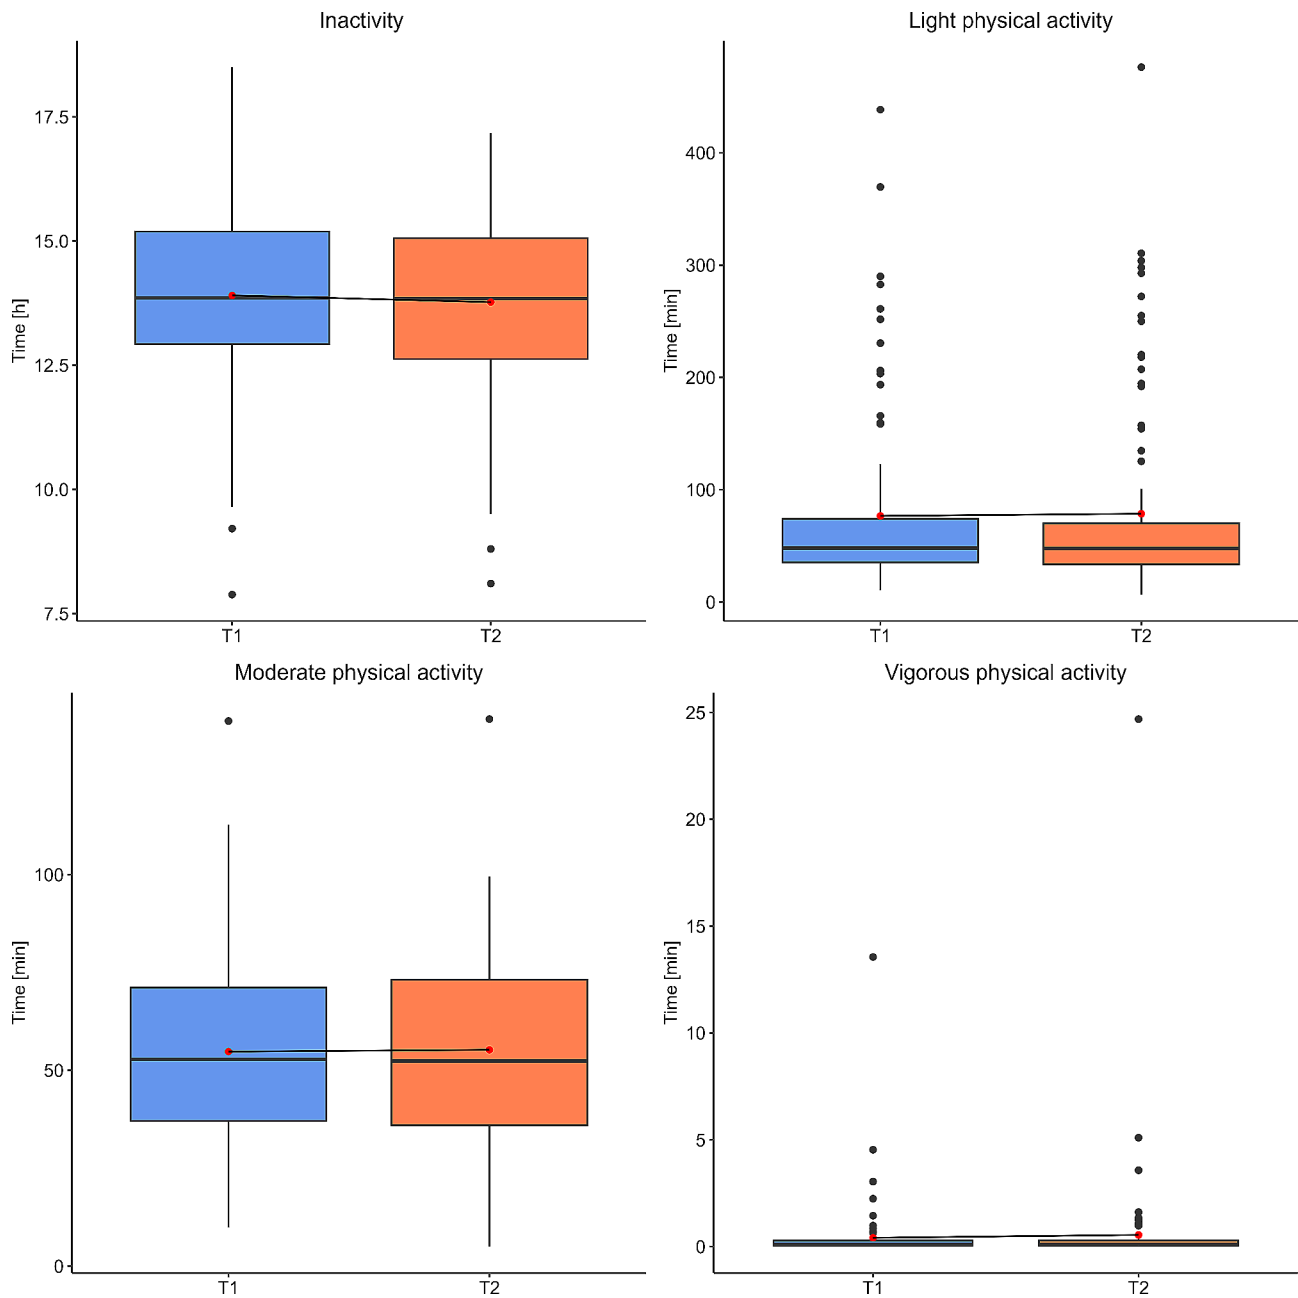 Inactivity
Time [h]
17.5
15.0
12.5
10.0
7.5
T1 T2
Light physical activity
Time [min]
400
300
200
100
0
T1 T2
Moderate physical activity
Time [min]
100
50
0
T1 T2
Vigorous physical activity
Time [min]
25
20
15
10
5
0
T1 T2